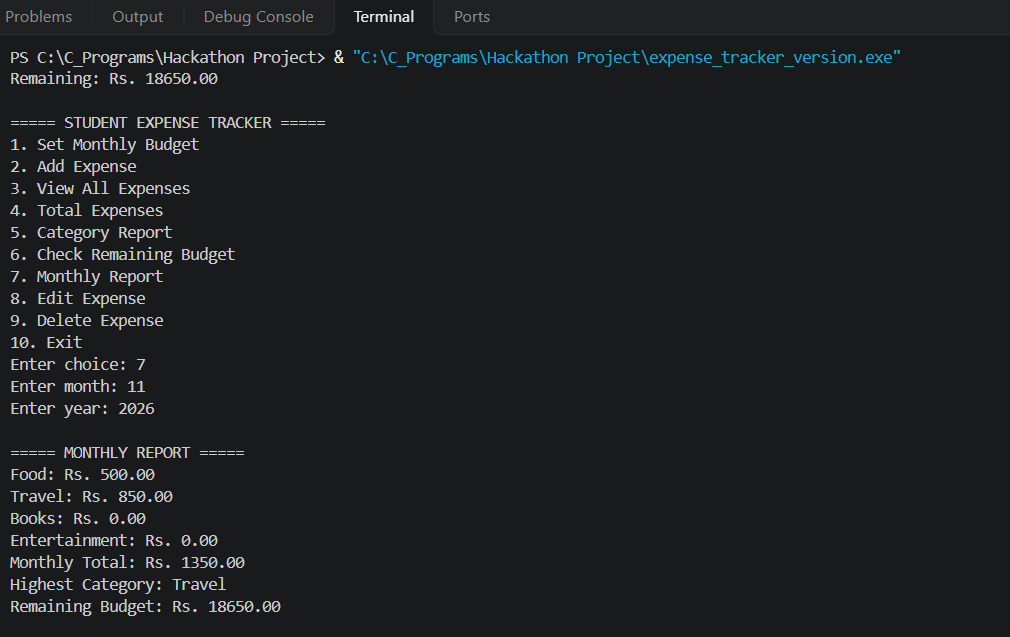 Problems Output Debug Console Terminal Ports
PS C:\C_Programs\Hackathon Project> & "C:\C_Programs\Hackathon Project\expense_tracker_version.exe"
Remaining: Rs. 18650.00
===== STUDENT EXPENSE TRACKER =====
1. Set Monthly Budget
2. Add Expense
3. View All Expenses
4. Total Expenses
5. Category Report
6. Check Remaining Budget
7. Monthly Report
8. Edit Expense
9. Delete Expense
10. Exit
Enter choice: 7
Enter month: 11
Enter year: 2026
===== MONTHLY REPORT =====
Food: Rs. 500.00
Travel: Rs. 850.00
Books: Rs. 0.00
Entertainment: Rs. 0.00
Monthly Total: Rs. 1350.00
Highest Category: Travel
Remaining Budget: Rs. 18650.00